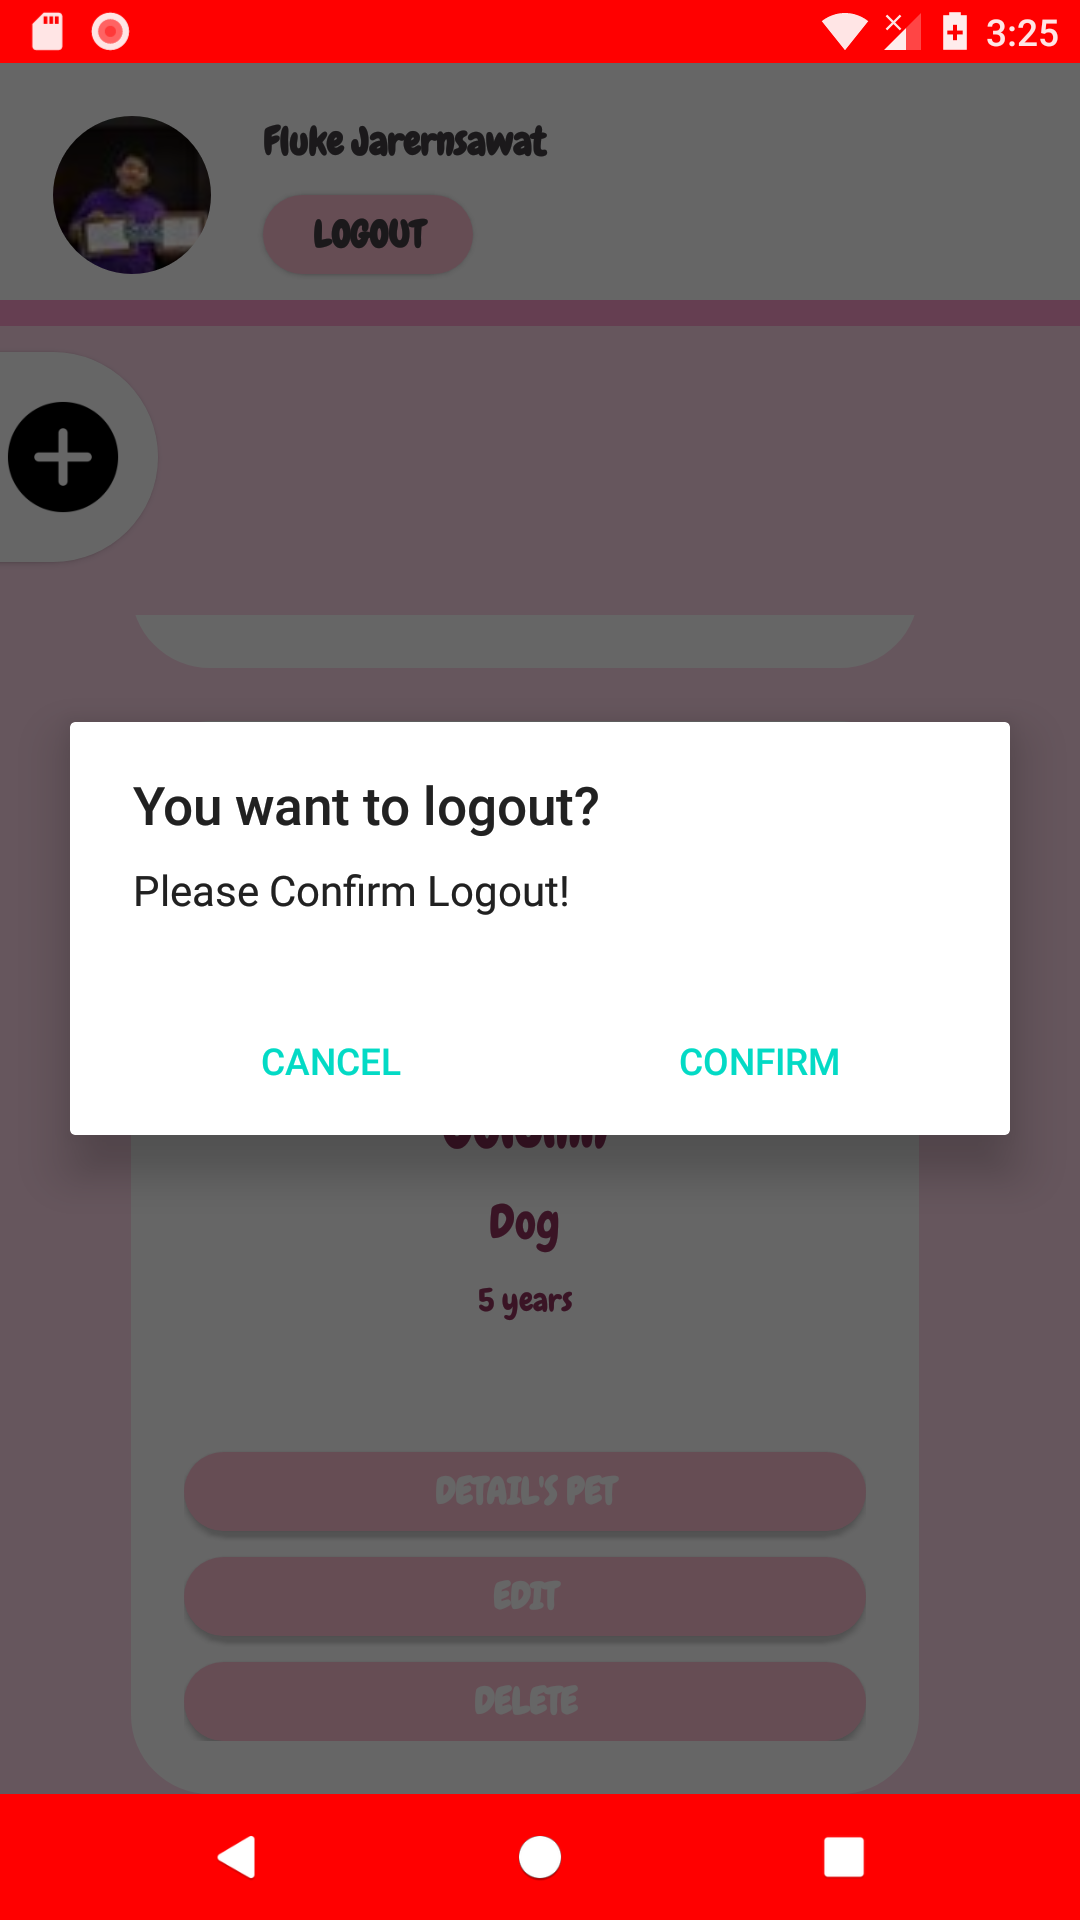 3:25
Fluke Jarernsawat
LOGOUT
You want to logout?
Please Confirm Logout!
CANCEL
CONFIRM
Dog
5 years
DETAIL'S PET
EDIT
DELETE